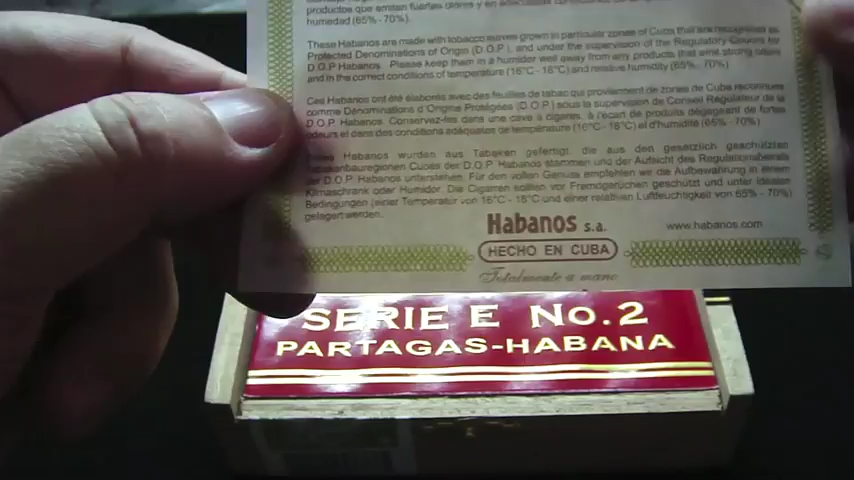 productos que emitan fuertes olores y en
humedad (65% - 70%).
These Habanos are made with tobacco leaves grown in particular zones of Cuba that are recognised as
Protected Denominations of Origin (D.O.P.), and under the supervision of the Regulatory Council for
D.O.P Habanos. Please keep them in a humidor well away from any products that emit strong odors
and in the correct conditions of temperature (16°C - 18°C) and relative humidity (65% - 70%)
Ces Habanos ont été élaborés avec des feuilles de tabac qui proviennent de zones de Cuba reconnues
comme Dénominations d'Origine Protégées (D.O.P.) sous la supervision de Conseil Régulateur de la
D.O.P. Habanos. Conservez-les dans une cave à cigares, à l'écart de produits dégageant de fortes
odeurs et dans des conditions adéquates de température (16°C - 18°C) et d'humidité (65% - 70%)
Habanos wurden aus Tabaken gefertigt, die aus den gesetzlich geschützten
Tabakanbauregionen Cubas der D.O.P. Habanos stammen und der Aufsicht des Regulationsbeirats
der D.O.P. Habanos unterstehen. Für den vollen Genuss empfehlen wir die Aufbewahrung in einem
Klimaschrank oder Humidor. Die Cigarren sollten vor Fremdgerüchen geschützt und unter idealen
Bedingungen (einer Temperatur von 16°C - 18°C und einer relativen Luftfeuchtigkeit von 65% - 70%)
gelagert werden.
Habanos s.a.
www.habanos.com
HECHO EN CUBA
Totalmente a mano
SERIE E No.2
PARTAGAS-HABANA